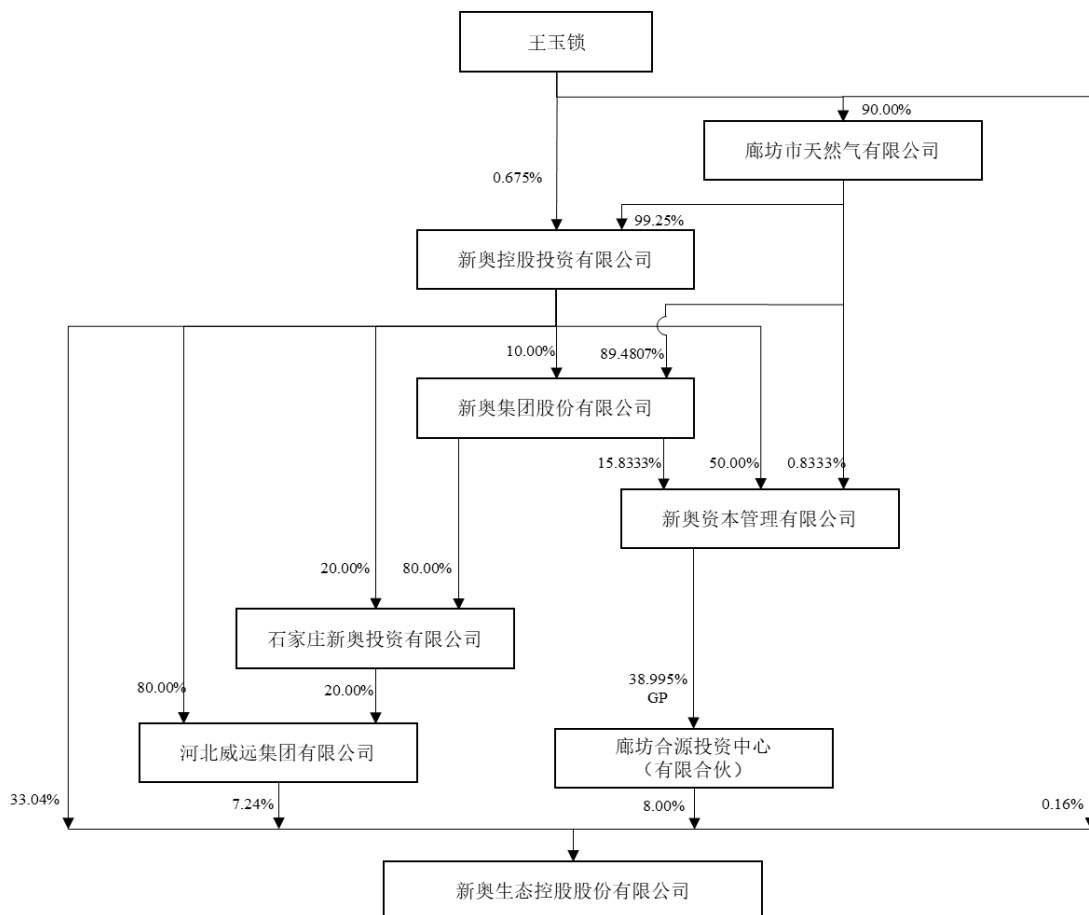 王玉锁
90.00%
廊坊市天然气有限公司
0.675%
99.25%
新奥控股投资有限公司
10.00%
89.4807%
新奥集团股份有限公司
15.8333%
50.00%
0.8333%
新奥资本管理有限公司
20.00%
80.00%
石家庄新奥投资有限公司
38.995%
GP
80.00%
20.00%
河北威远集团有限公司
廊坊合源投资中心
（有限合伙）
33.04%
7.24%
8.00%
0.16%
新奥生态控股股份有限公司